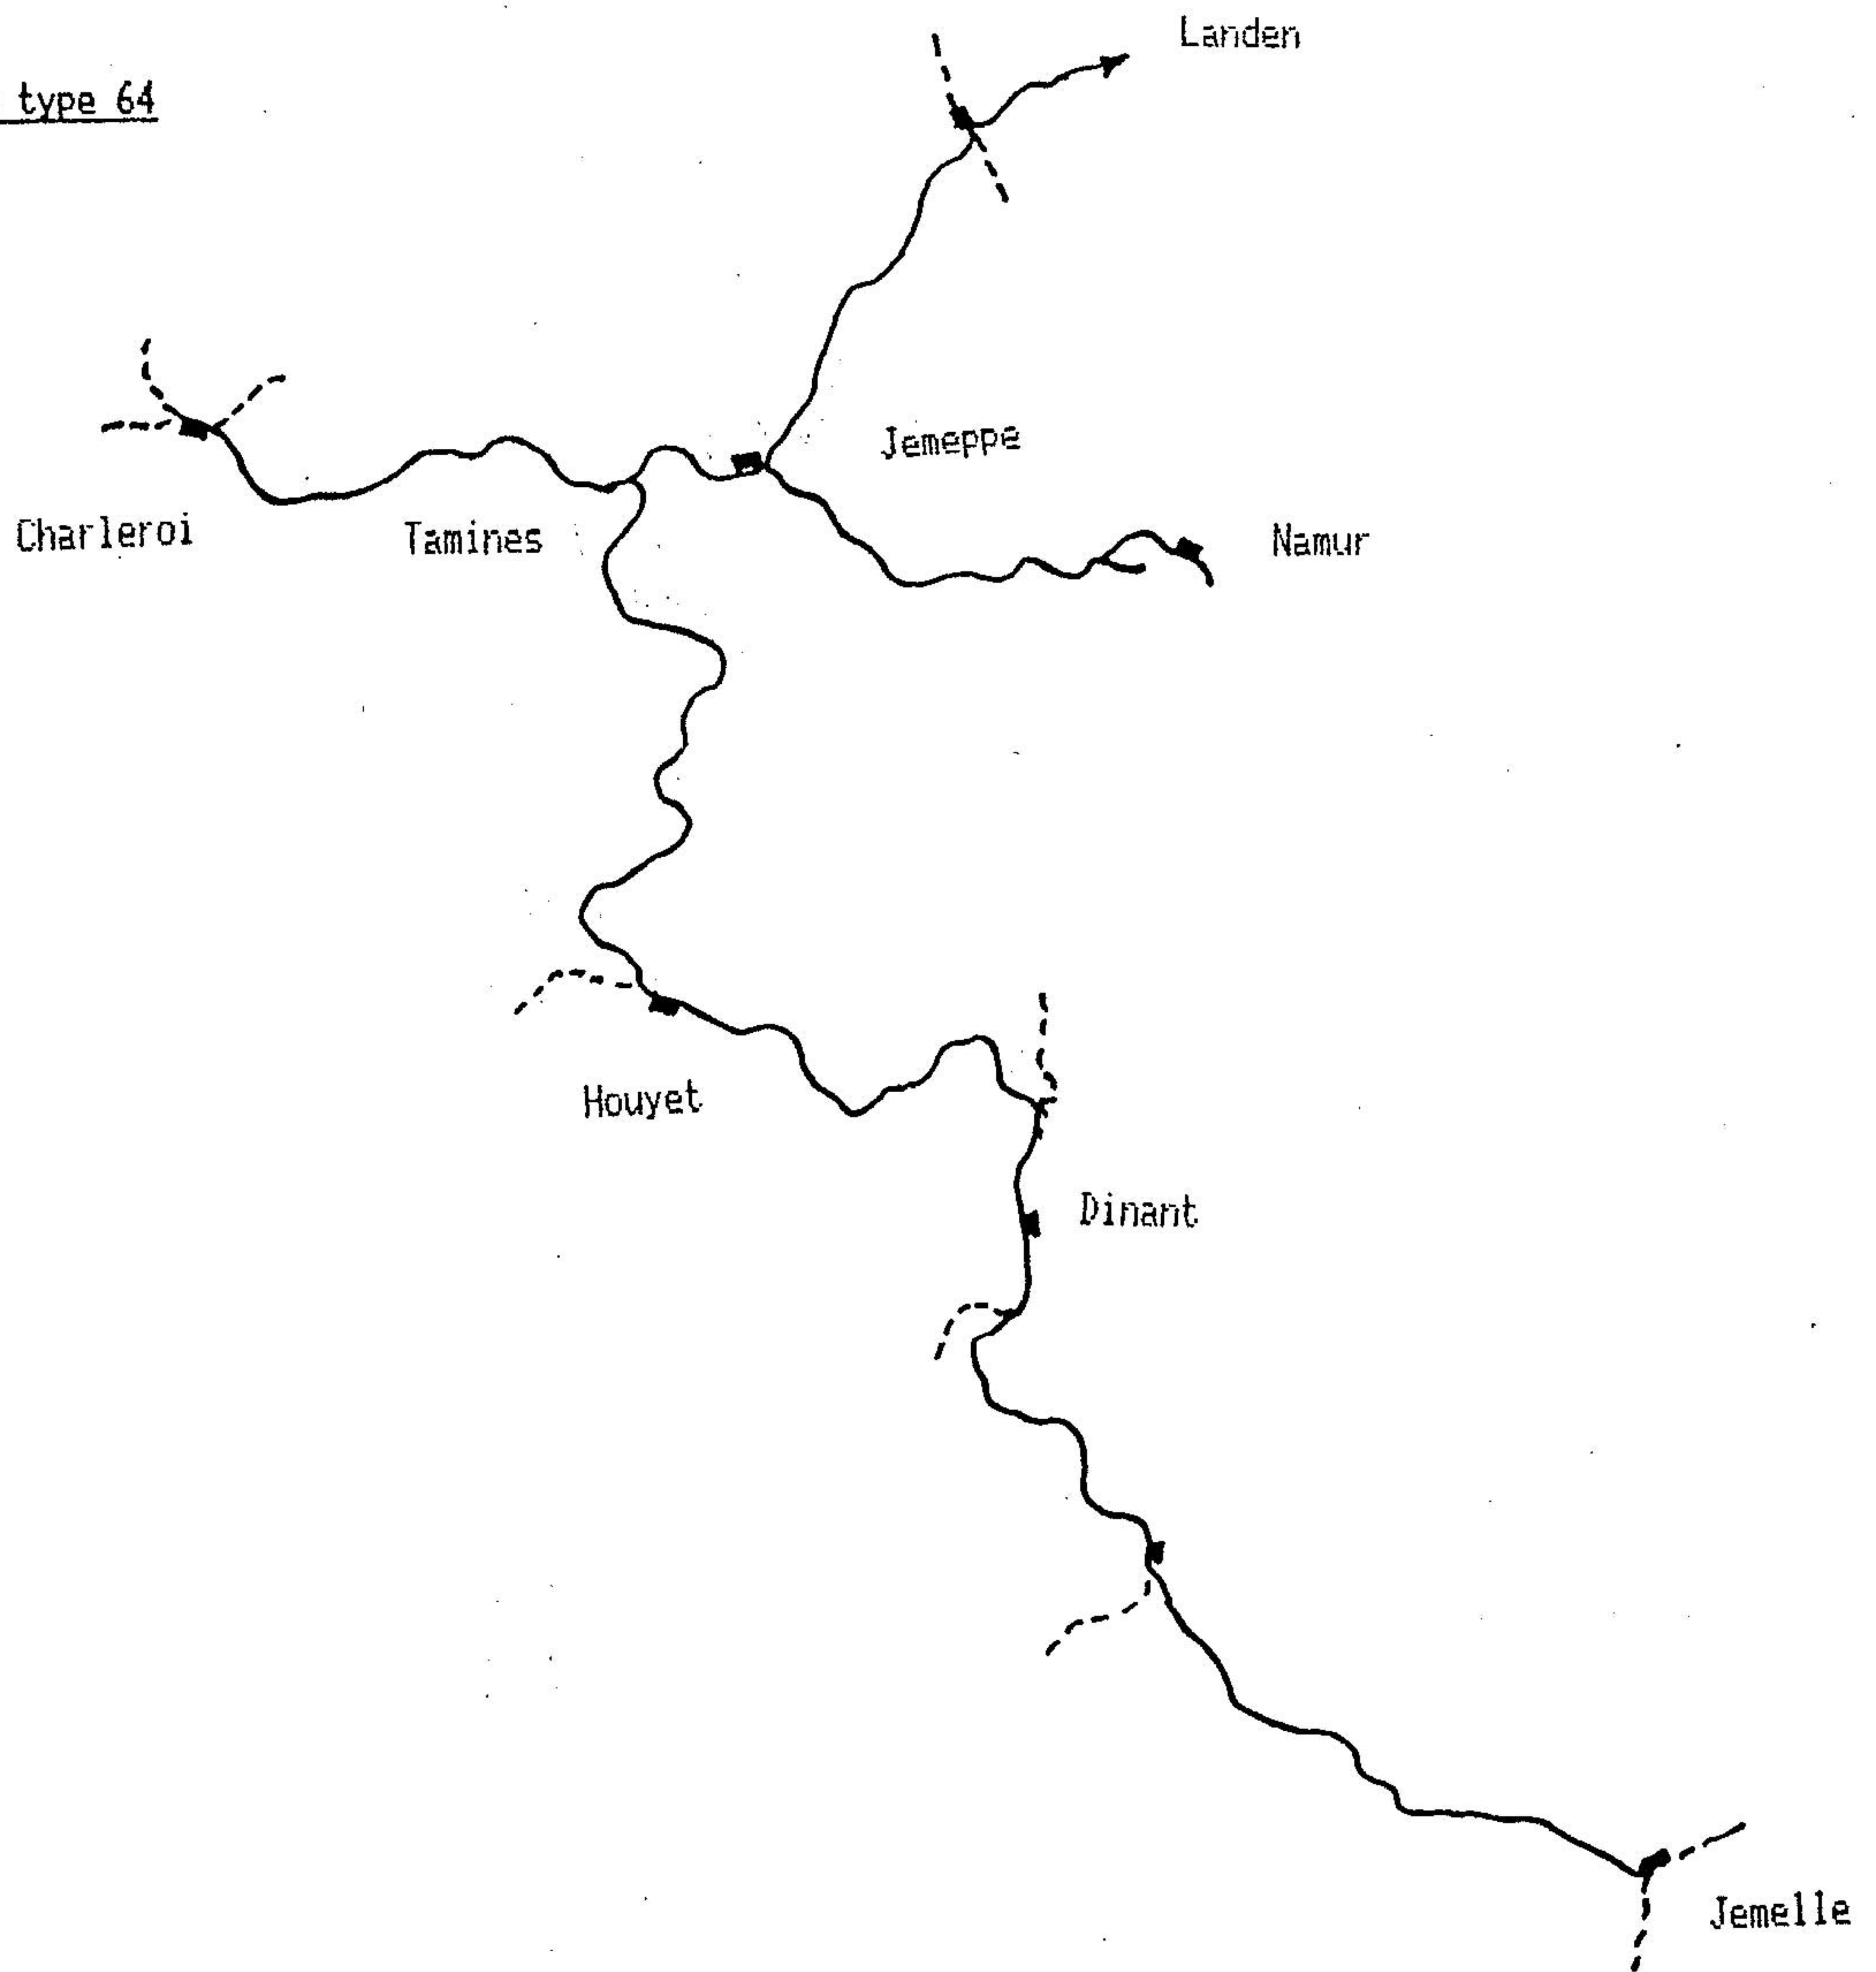 Landen
type 64
Jemeppe
Charleroi
Tamines
Namur
Houyet
Dinant
Jemelle